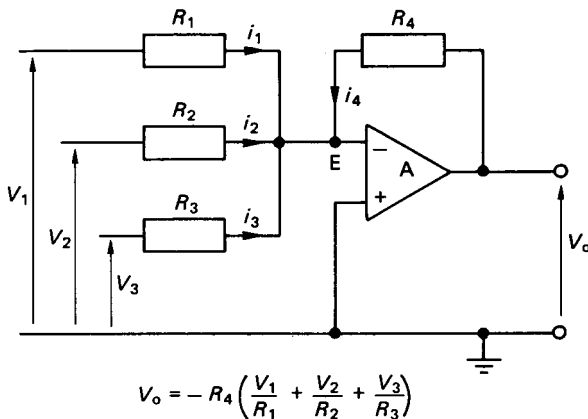 R₁
i₁
R₄
i₄
R₂
i₂
E
−
A
+
R₃
i₃
V₁
V₂
V₃
Vₒ
Vₒ = − R₄ ( V₁/R₁ + V₂/R₂ + V₃/R₃ )